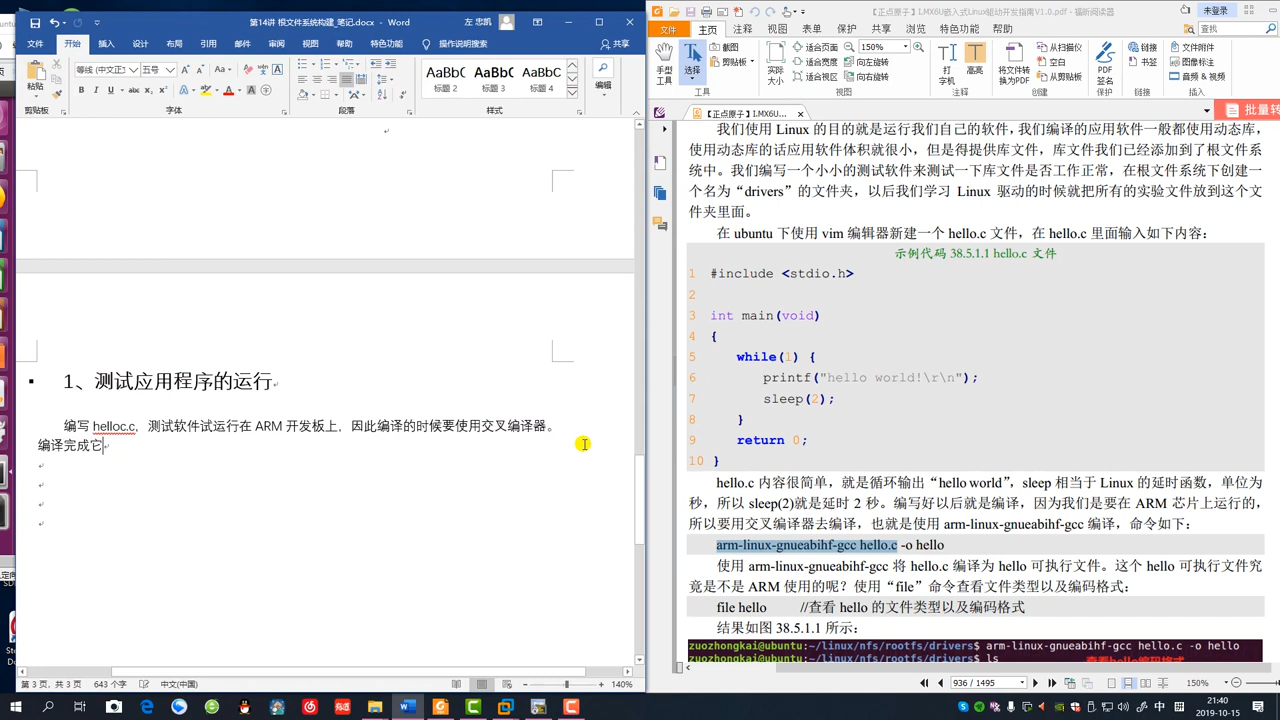 第14讲 根文件系统构建_笔记.docx - Word
左 忠凯
文件 开始 插入 设计 布局 引用 邮件 审阅 视图 帮助 特色功能 操作说明搜索 共享
粘贴
等线 (中文正) 五号
AaBbC AaBbC AaBbC
标题 2 标题 3 标题 4
编辑
剪贴板 字体 段落 样式
1、测试应用程序的运行
编写 helloc.c，测试软件试运行在 ARM 开发板上，因此编译的时候要使用交叉编译器。
编译完成它
第 3 页，共 3 页 643 个字 中文(中国) 140%
【正点原子】I.MX6U嵌入式Linux驱动开发指南V1.0.pdf - 福昕阅读器
未登录
文件 主页 注释 视图 表单 保护 共享 浏览 特色功能 帮助 查找
手型工具 选择 截图 剪贴板
实际大小 适合页面 适合宽度 适合视区 150% 向左旋转 向右旋转
打字机 高亮 将文件转换为PDF 从扫描仪 空白 从剪贴板
PDF签名 链接 书签 文件附件 图像标注 音频 & 视频
工具 视图 注释 创建 保护 链接 插入
【正点原子】I.MX6U...
批量转
我们使用 Linux 的目的就是运行我们自己的软件，我们编译的应用软件一般都使用动态库，
使用动态库的话应用软件体积就很小，但是得提供库文件，库文件我们已经添加到了根文件系
统中。我们编写一个小小的测试软件来测试一下库文件是否工作正常，在根文件系统下创建一
个名为“drivers”的文件夹，以后我们学习 Linux 驱动的时候就把所有的实验文件放到这个文
件夹里面。
在 ubuntu 下使用 vim 编辑器新建一个 hello.c 文件，在 hello.c 里面输入如下内容：
示例代码 38.5.1.1 hello.c 文件
1 #include <stdio.h>
2
3 int main(void)
4 {
5 while(1) {
6 printf("hello world!\r\n");
7 sleep(2);
8 }
9 return 0;
10 }
hello.c 内容很简单，就是循环输出“hello world”，sleep 相当于 Linux 的延时函数，单位为
秒，所以 sleep(2)就是延时 2 秒。编写好以后就是编译，因为我们是要在 ARM 芯片上运行的，
所以要用交叉编译器去编译，也就是使用 arm-linux-gnueabihf-gcc 编译，命令如下：
arm-linux-gnueabihf-gcc hello.c -o hello
使用 arm-linux-gnueabihf-gcc 将 hello.c 编译为 hello 可执行文件。这个 hello 可执行文件究
竟是不是 ARM 使用的呢？使用“file”命令查看文件类型以及编码格式：
file hello //查看 hello 的文件类型以及编码格式
结果如图 38.5.1.1 所示：
zuozhongkai@ubuntu:~/linux/nfs/rootfs/drivers$ arm-linux-gnueabihf-gcc hello.c -o hello
zuozhongkai@ubuntu:~/linux/nfs/rootfs/drivers$ ls
查看hello编码格式
936 / 1495 150%
中
21:40
2019-10-15